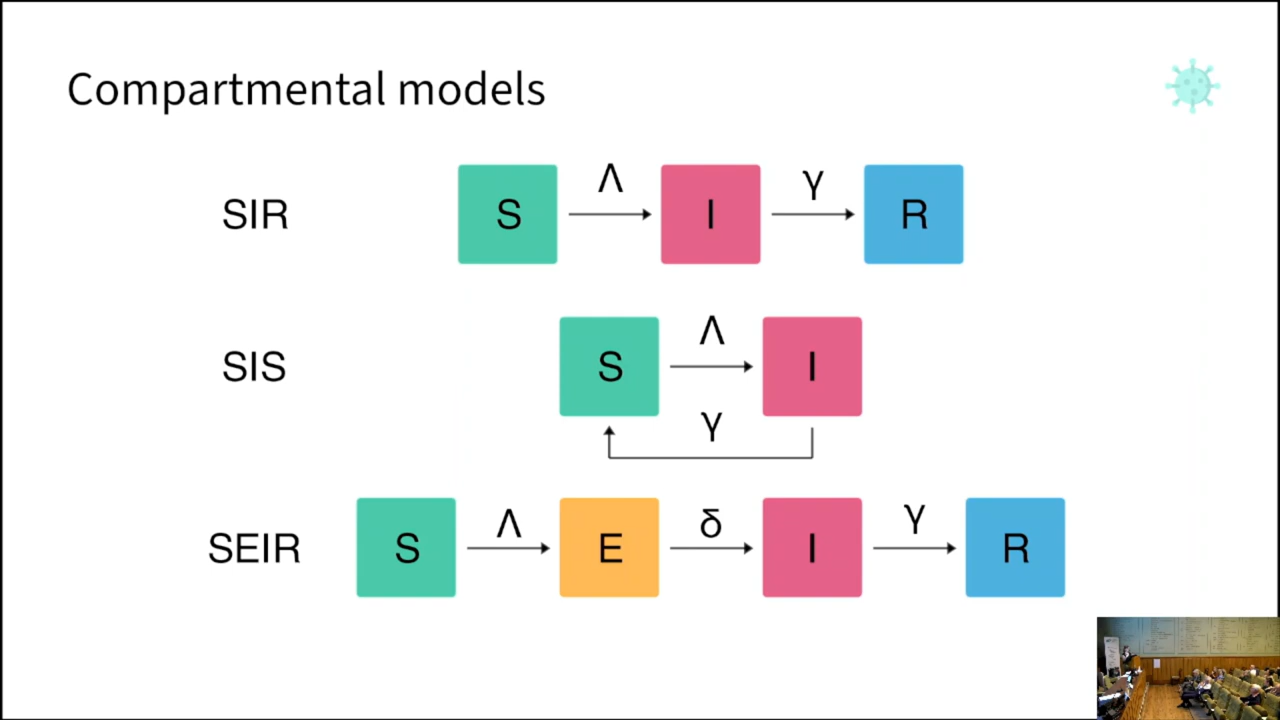 Compartmental models
SIR S Λ I γ R
SIS S Λ I
γ
SEIR S Λ E δ I γ R